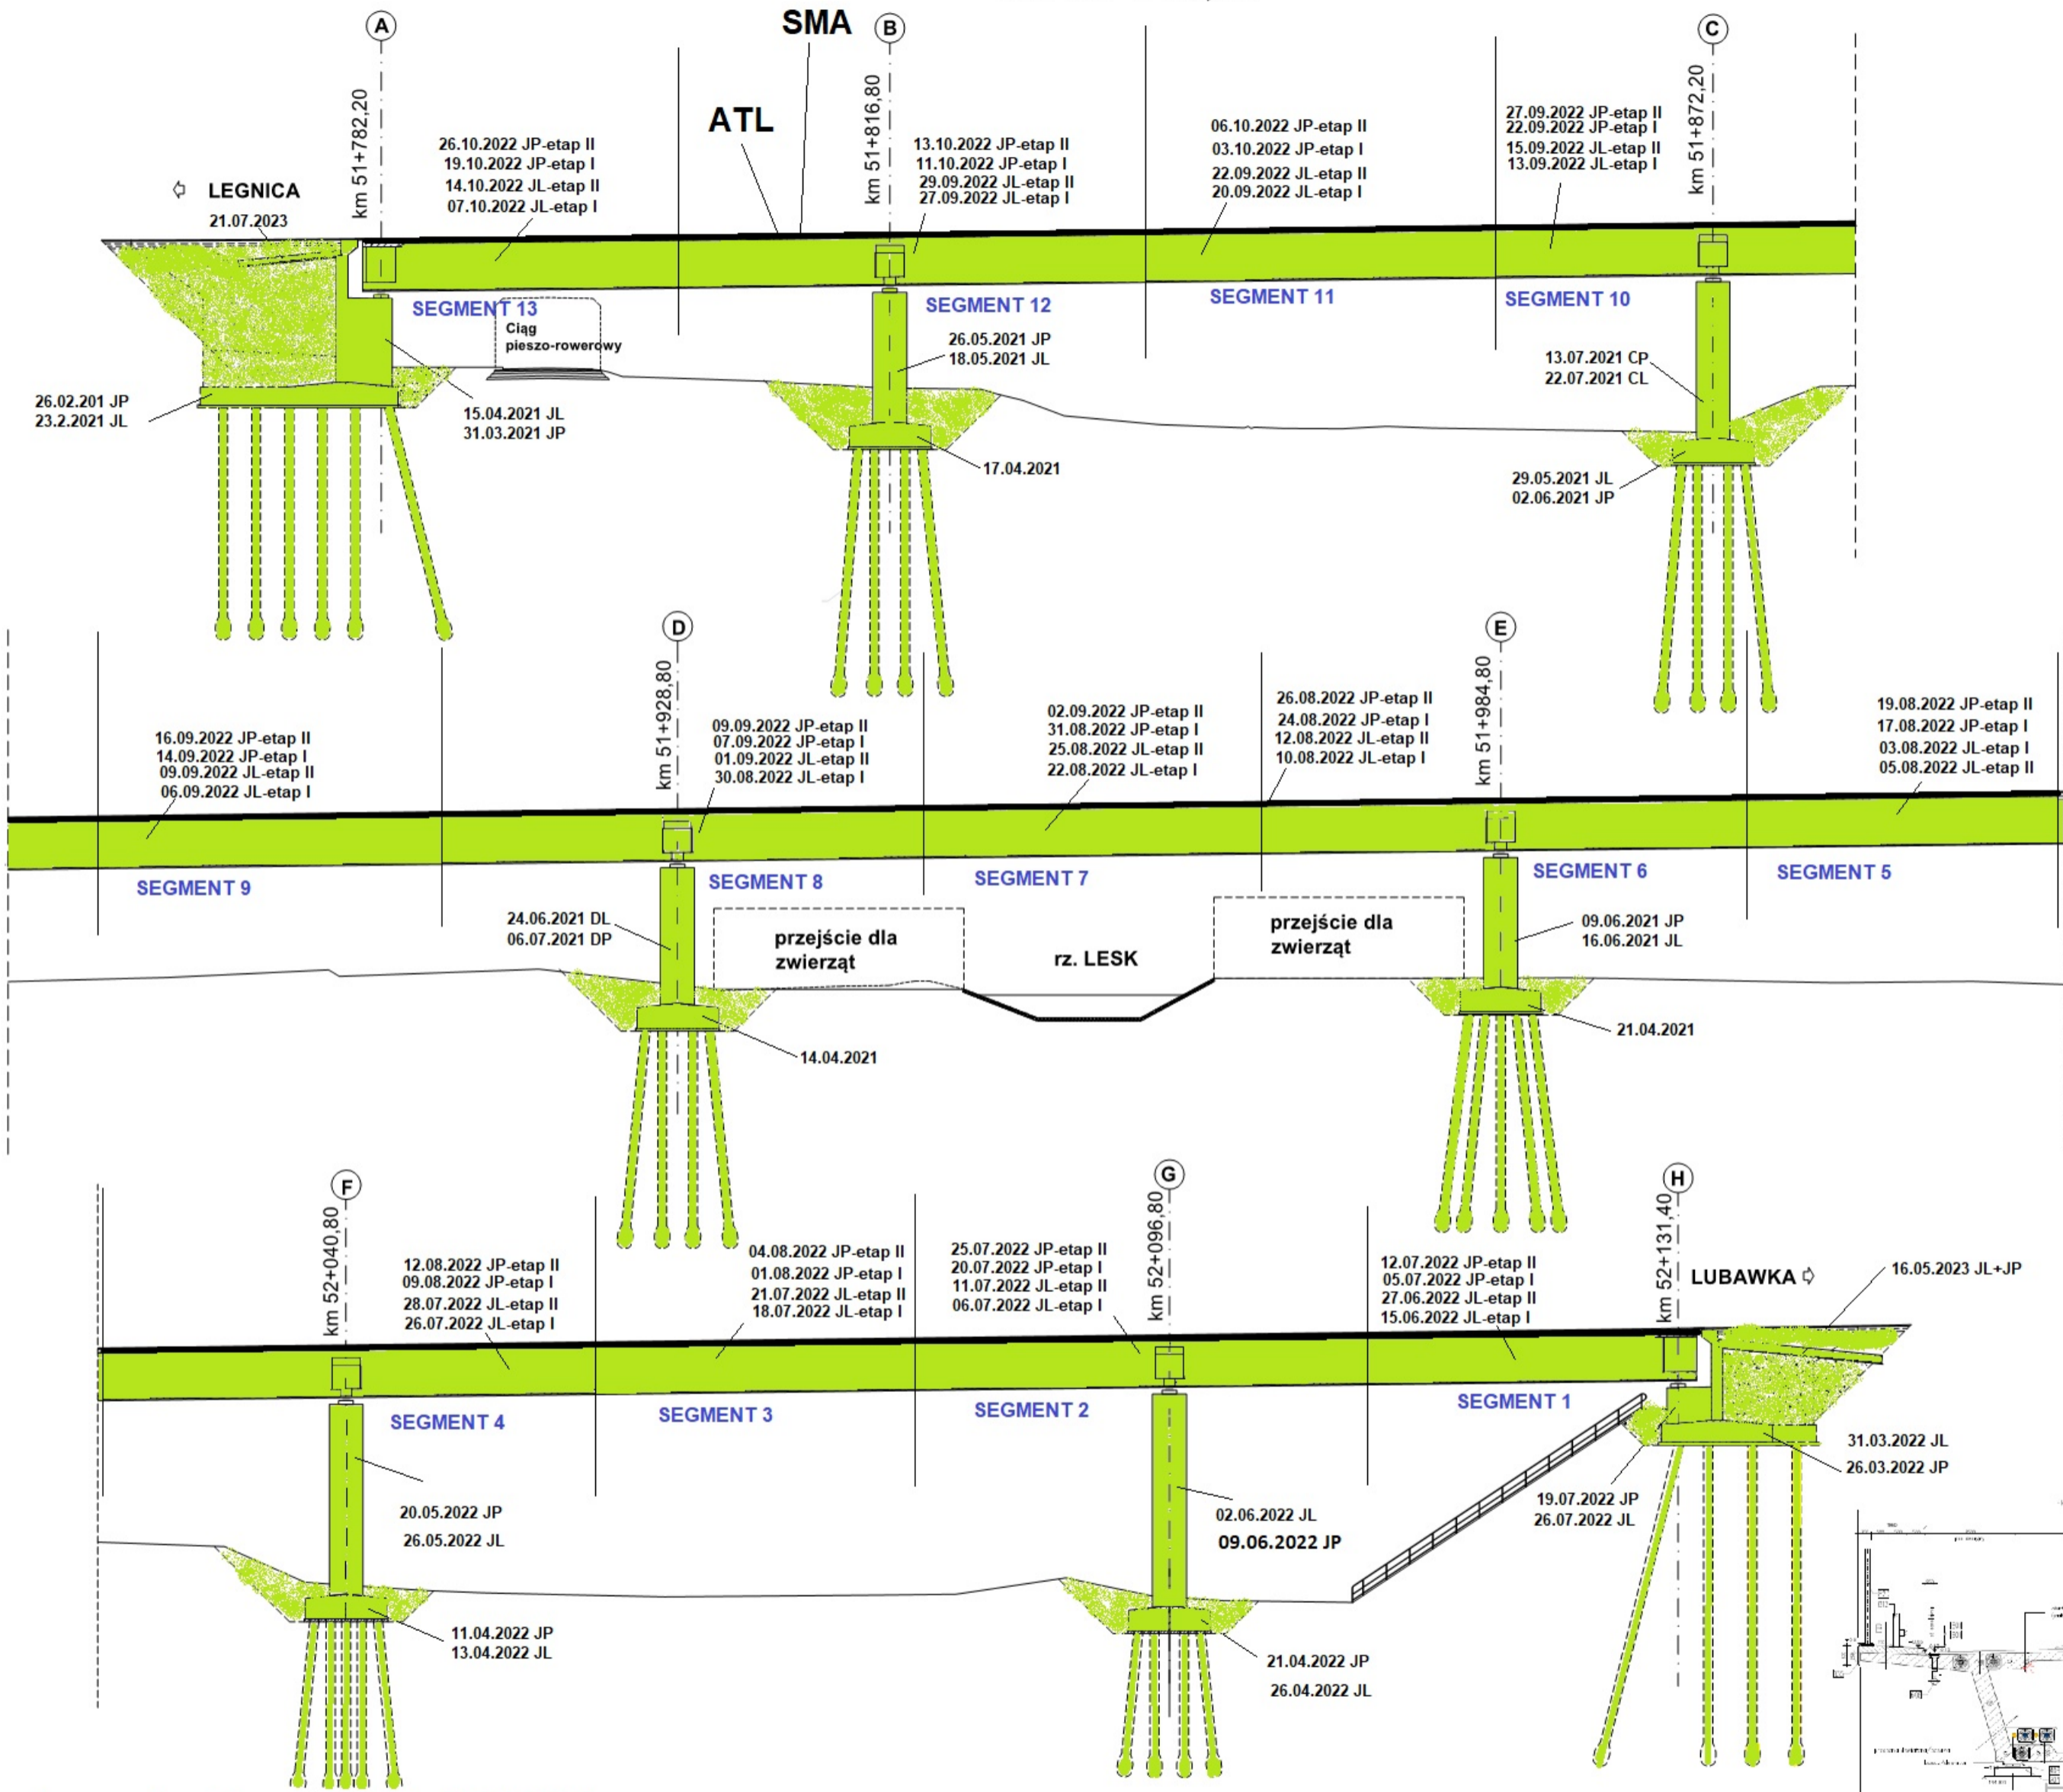 A
SMA
B
C
km 51+782,20
ATL
km 51+816,80
km 51+872,20
26.10.2022 JP-etap II
19.10.2022 JP-etap I
14.10.2022 JL-etap II
07.10.2022 JL-etap I
13.10.2022 JP-etap II
11.10.2022 JP-etap I
29.09.2022 JL-etap II
27.09.2022 JL-etap I
06.10.2022 JP-etap II
03.10.2022 JP-etap I
22.09.2022 JL-etap II
20.09.2022 JL-etap I
27.09.2022 JP-etap II
22.09.2022 JP-etap I
15.09.2022 JL-etap II
13.09.2022 JL-etap I
LEGNICA
21.07.2023
SEGMENT 13
SEGMENT 12
SEGMENT 11
SEGMENT 10
Ciąg
pieszo-rowerowy
26.05.2021 JP
18.05.2021 JL
13.07.2021 CP
22.07.2021 CL
26.02.201 JP
23.2.2021 JL
15.04.2021 JL
31.03.2021 JP
17.04.2021
29.05.2021 JL
02.06.2021 JP
D
E
km 51+928,80
km 51+984,80
16.09.2022 JP-etap II
14.09.2022 JP-etap I
09.09.2022 JL-etap II
06.09.2022 JL-etap I
09.09.2022 JP-etap II
07.09.2022 JP-etap I
01.09.2022 JL-etap II
30.08.2022 JL-etap I
02.09.2022 JP-etap II
31.08.2022 JP-etap I
25.08.2022 JL-etap II
22.08.2022 JL-etap I
26.08.2022 JP-etap II
24.08.2022 JP-etap I
12.08.2022 JL-etap II
10.08.2022 JL-etap I
19.08.2022 JP-etap II
17.08.2022 JP-etap I
03.08.2022 JL-etap I
05.08.2022 JL-etap II
SEGMENT 9
SEGMENT 8
SEGMENT 7
SEGMENT 6
SEGMENT 5
24.06.2021 DL
06.07.2021 DP
przejście dla
zwierząt
rz. LESK
przejście dla
zwierząt
09.06.2021 JP
16.06.2021 JL
14.04.2021
21.04.2021
F
G
H
km 52+040,80
km 52+096,80
km 52+131,40
12.08.2022 JP-etap II
09.08.2022 JP-etap I
28.07.2022 JL-etap II
26.07.2022 JL-etap I
04.08.2022 JP-etap II
01.08.2022 JP-etap I
21.07.2022 JL-etap II
18.07.2022 JL-etap I
25.07.2022 JP-etap II
20.07.2022 JP-etap I
11.07.2022 JL-etap II
06.07.2022 JL-etap I
12.07.2022 JP-etap II
05.07.2022 JP-etap I
27.06.2022 JL-etap II
15.06.2022 JL-etap I
LUBAWKA
16.05.2023 JL+JP
SEGMENT 4
SEGMENT 3
SEGMENT 2
SEGMENT 1
20.05.2022 JP
26.05.2022 JL
02.06.2022 JL
09.06.2022 JP
31.03.2022 JL
26.03.2022 JP
19.07.2022 JP
26.07.2022 JL
11.04.2022 JP
13.04.2022 JL
21.04.2022 JP
26.04.2022 JL